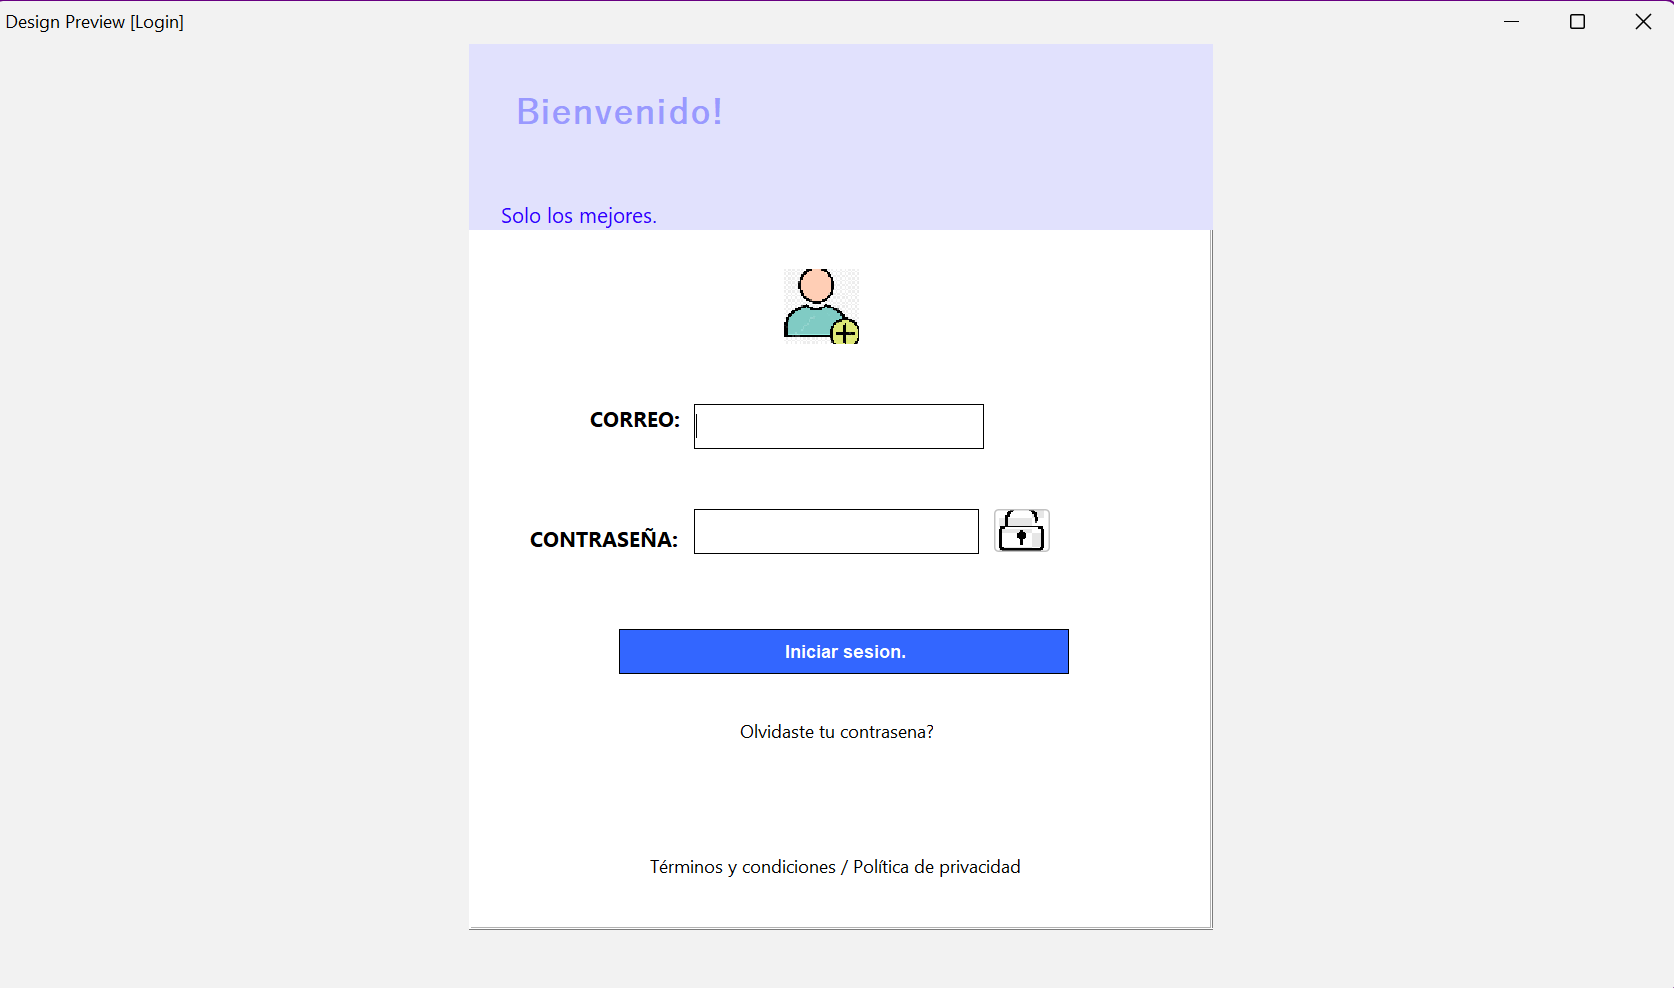 Design Preview [Login]
Bienvenido!
Solo los mejores.
CORREO:
CONTRASEÑA:
Iniciar sesion.
Olvidaste tu contrasena?
Términos y condiciones / Política de privacidad